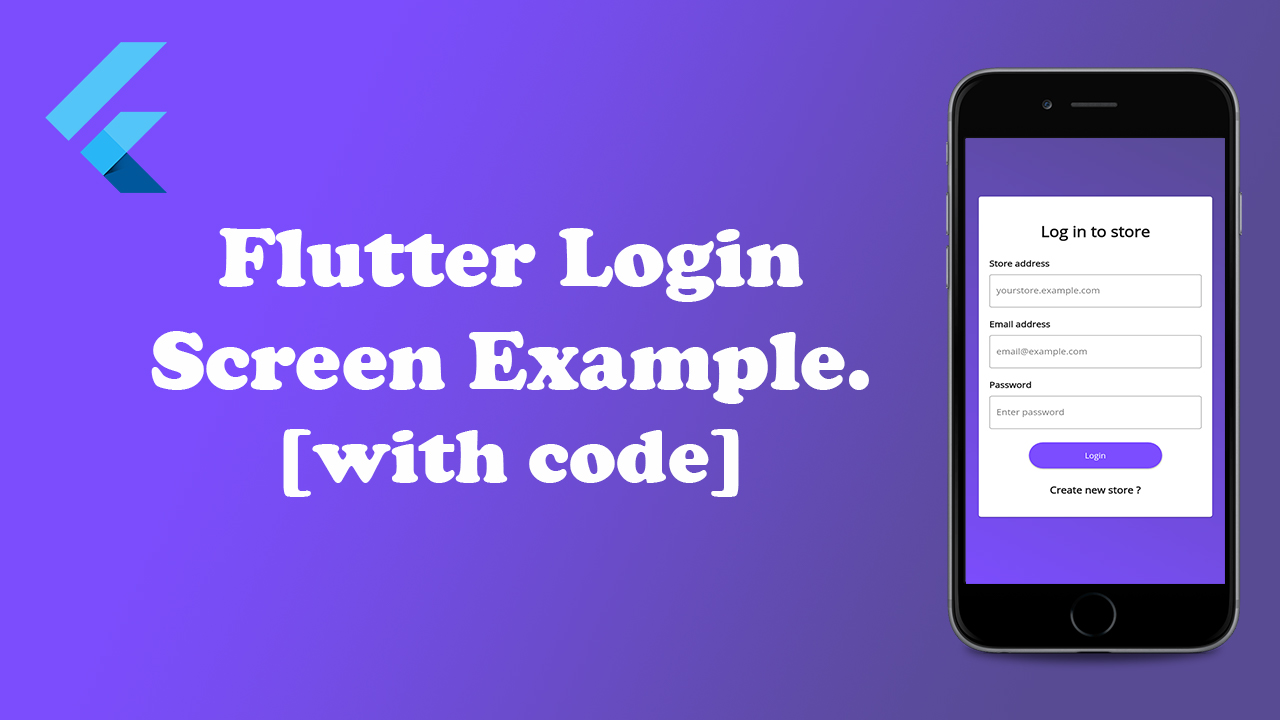 Flutter Login
Screen Example.
[with code]
Log in to store
Store address
yourstore.example.com
Email address
email@example.com
Password
Enter password
Login
Create new store ?